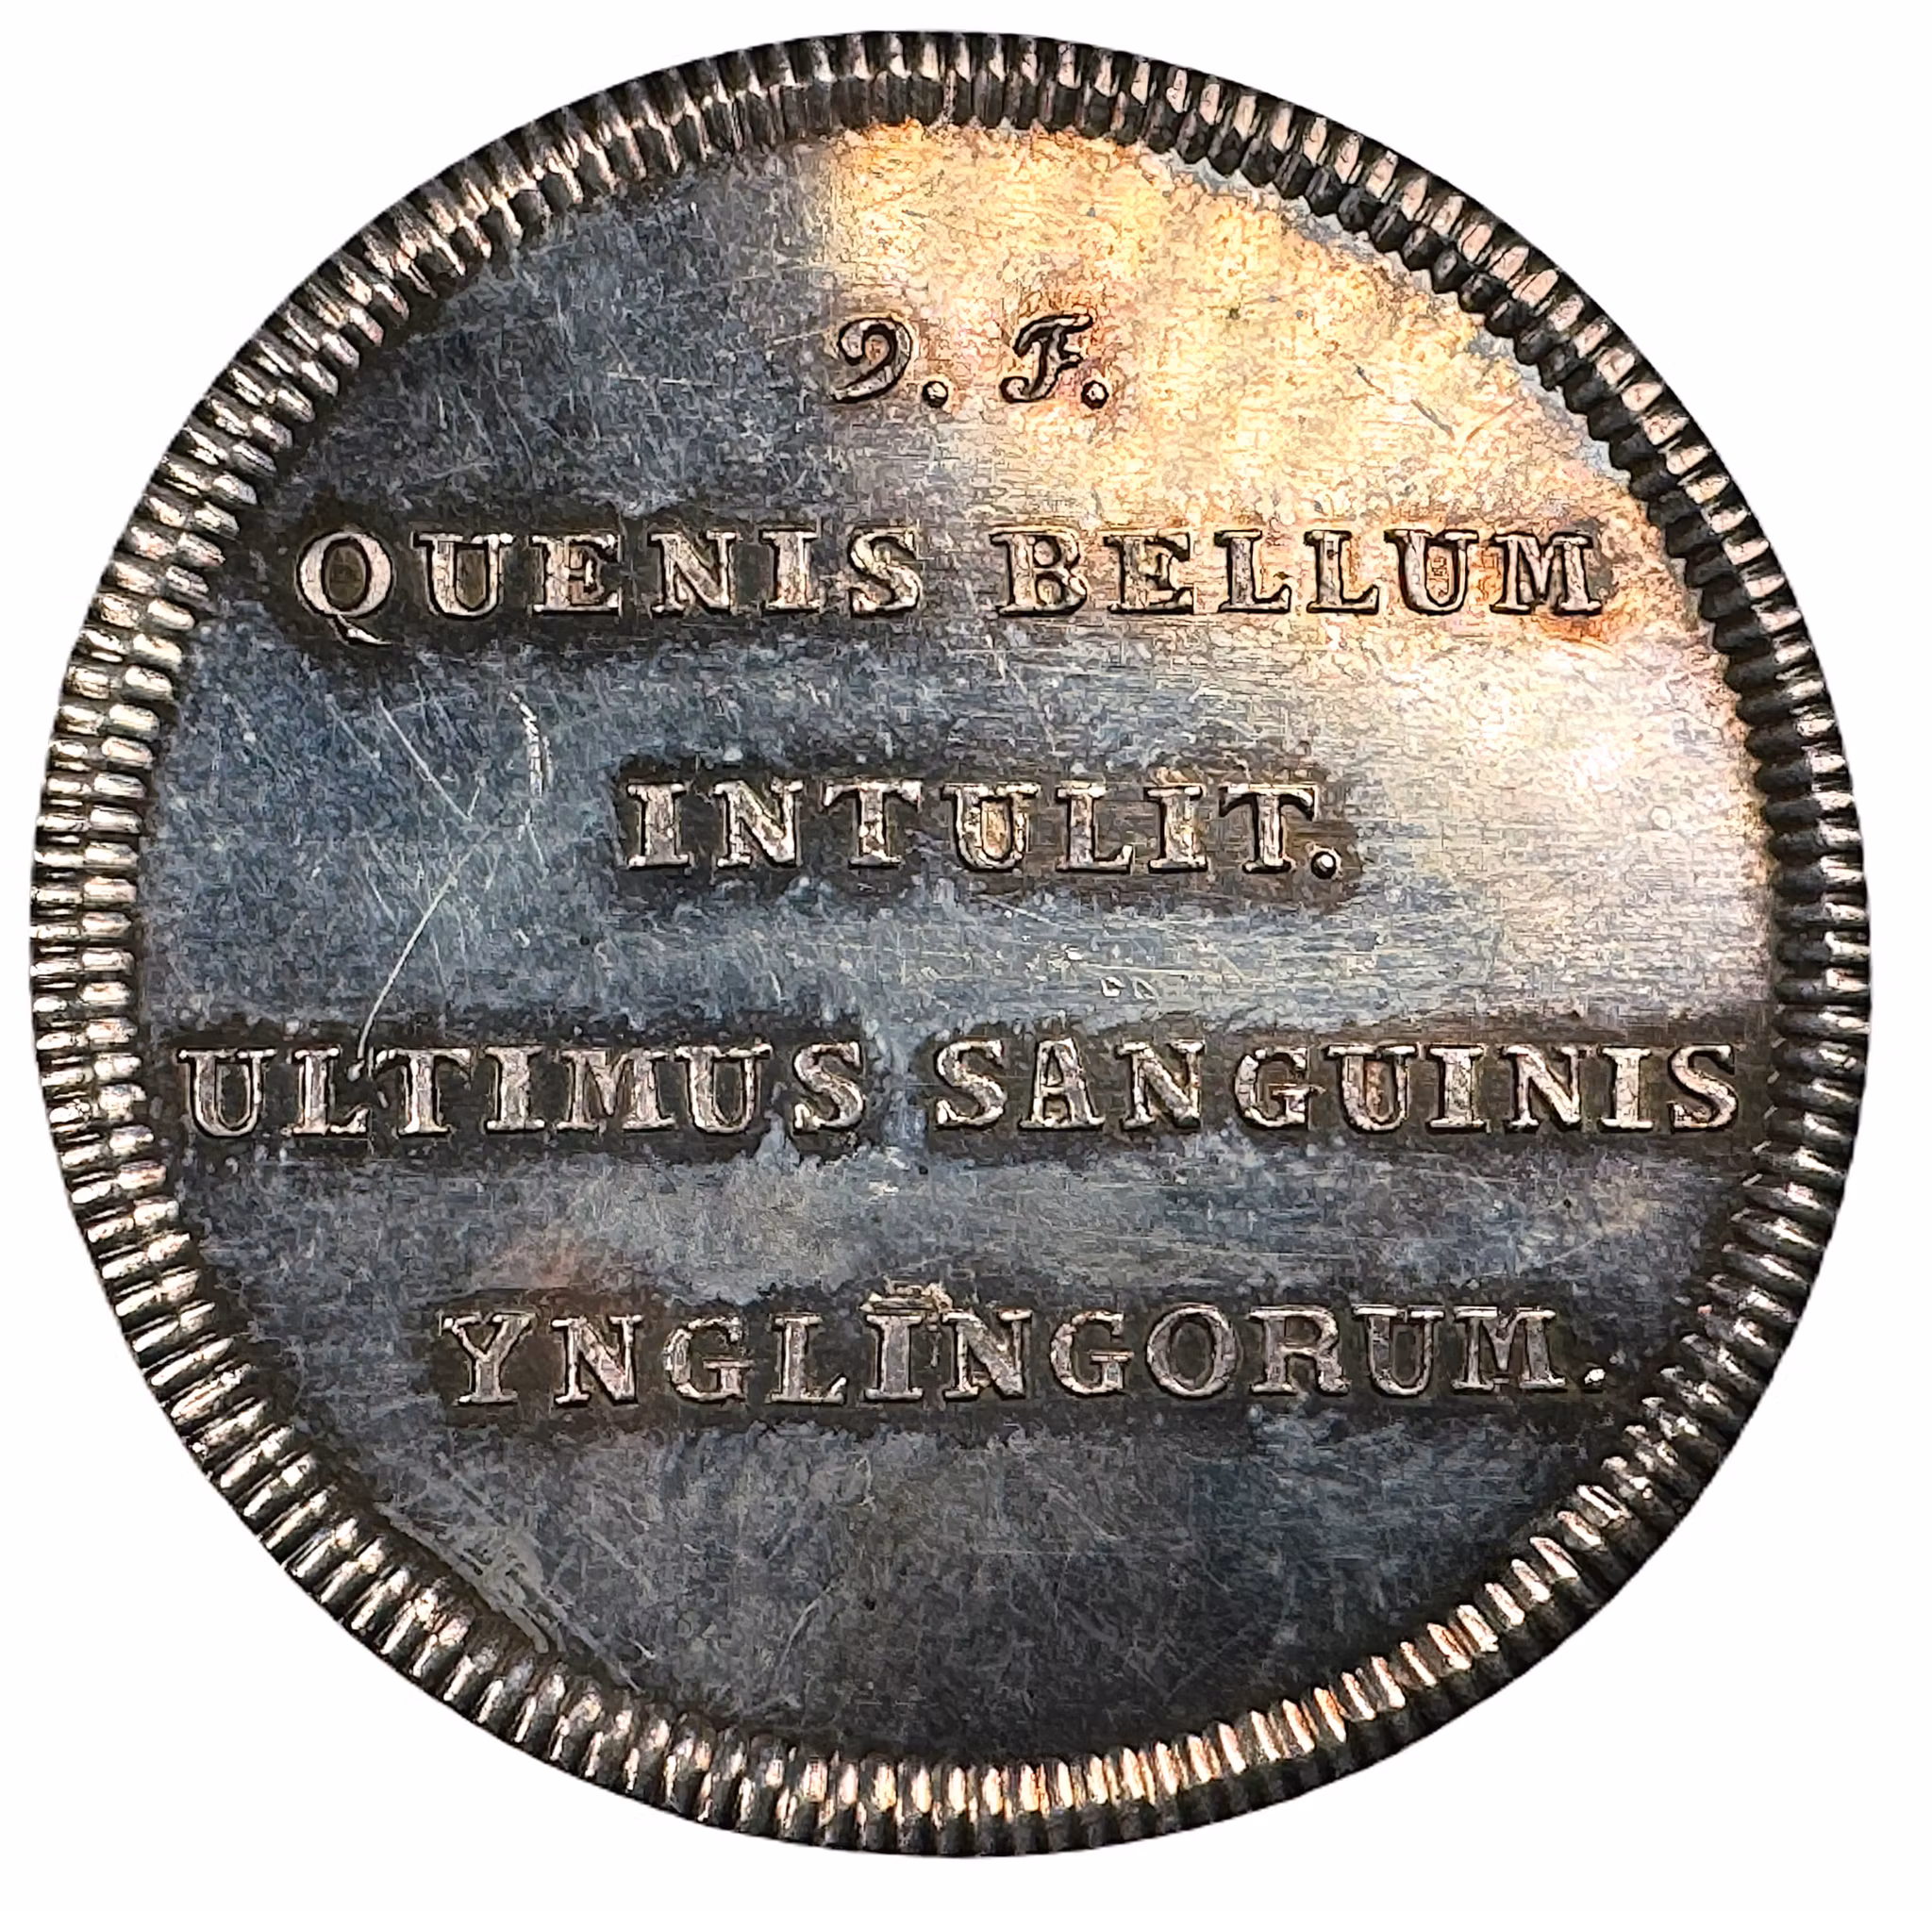 9. F.
QUENIS BELLUM
INTULIT.
ULTIMUS SANGUINIS
YNGLINGORUM.